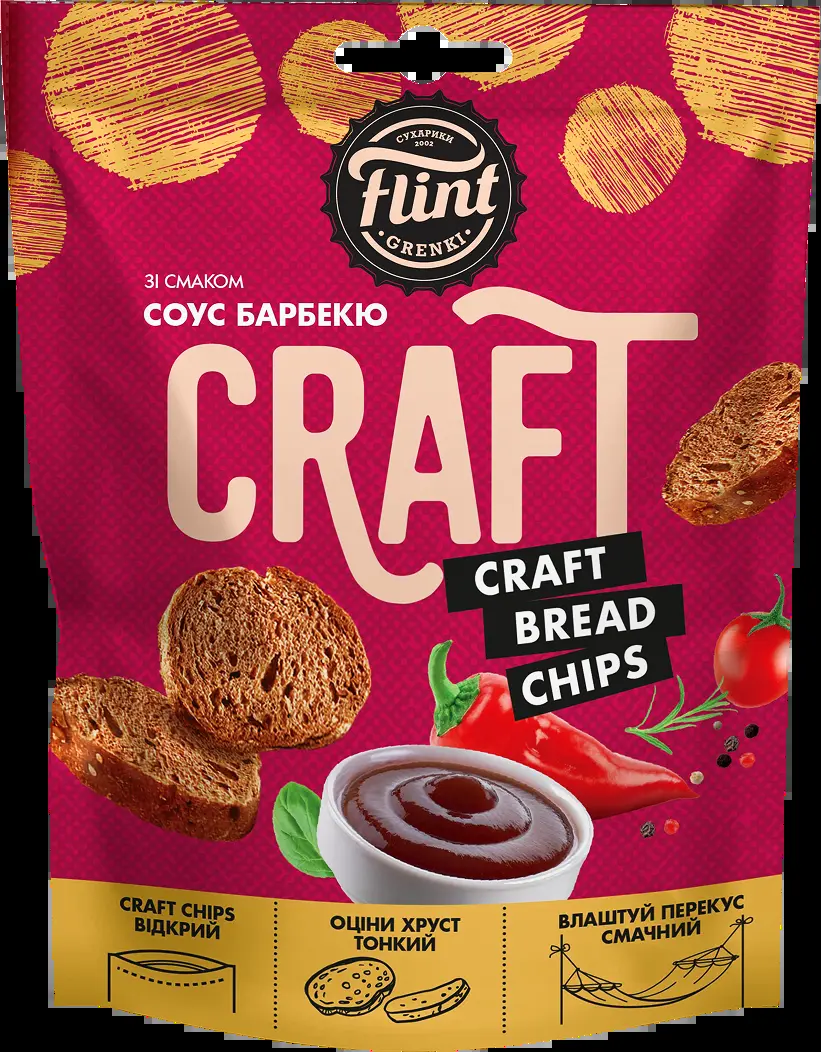 СУХАРИКИ
2002
Flint
• GRENKI •
ЗІ СМАКОМ
СОУС БАРБЕКЮ
CRAFT
CRAFT
BREAD
CHIPS
CRAFT CHIPS
ВІДКРИЙ
ОЦІНИ ХРУСТ
ТОНКИЙ
ВЛАШТУЙ ПЕРЕКУС
СМАЧНИЙ